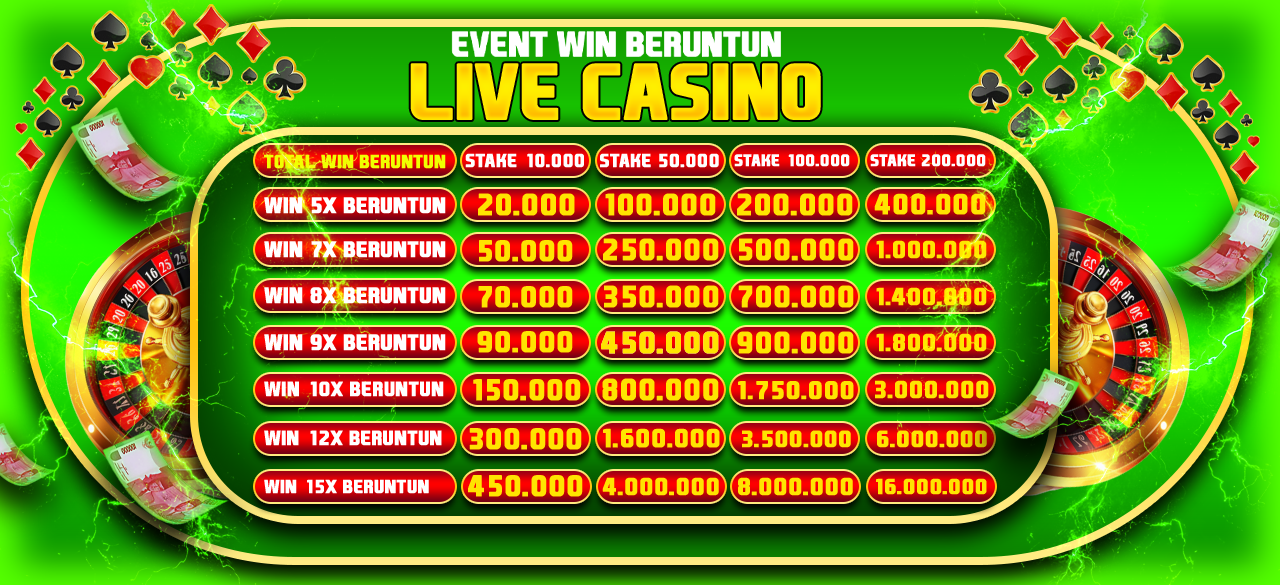 EVENT WIN BERUNTUN
LIVE CASINO
TOTAL WIN BERUNTUN STAKE 10.000 STAKE 50.000 STAKE 100.000 STAKE 200.000
WIN 5X BERUNTUN 20.000 100.000 200.000 400.000
WIN 7X BERUNTUN 50.000 250.000 500.000 1.000.000
WIN 8X BERUNTUN 70.000 350.000 700.000 1.400.000
WIN 9X BERUNTUN 90.000 450.000 900.000 1.800.000
WIN 10X BERUNTUN 150.000 800.000 1.750.000 3.000.000
WIN 12X BERUNTUN 300.000 1.600.000 3.500.000 6.000.000
WIN 15X BERUNTUN 450.000 4.000.000 8.000.000 16.000.000